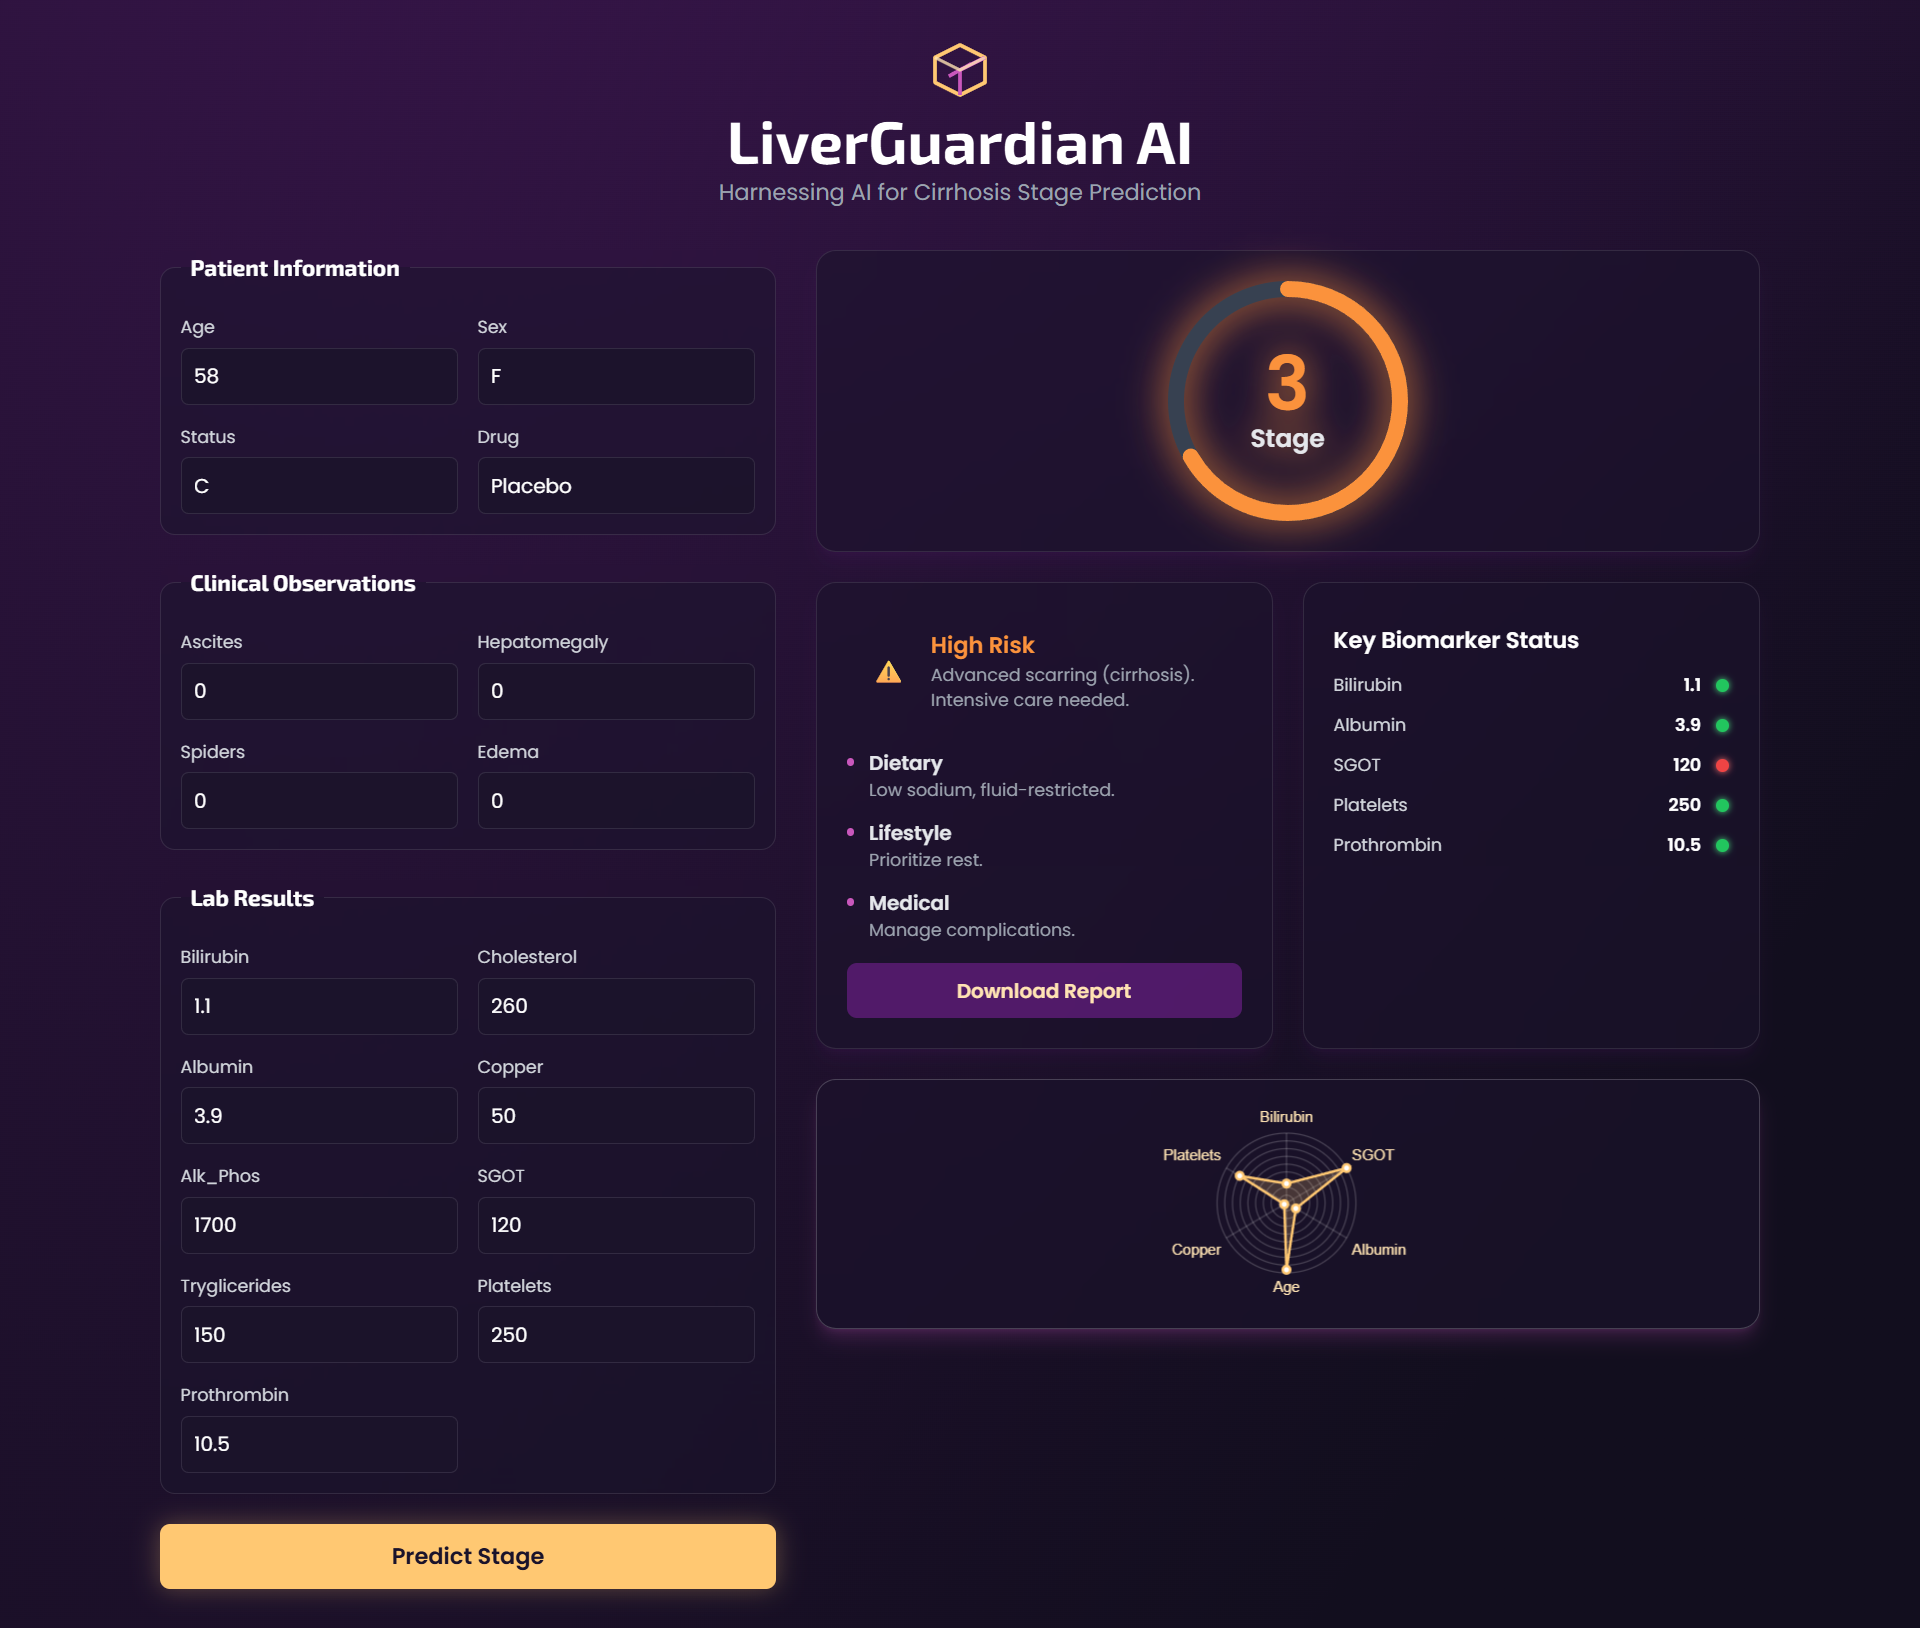 LiverGuardian AI
Harnessing AI for Cirrhosis Stage Prediction
Patient Information
Age
Sex
58
F
Status
Drug
C
Placebo
Clinical Observations
Ascites
Hepatomegaly
0
0
Spiders
Edema
0
0
Lab Results
Bilirubin
Cholesterol
1.1
260
Albumin
Copper
3.9
50
Alk_Phos
SGOT
1700
120
Tryglicerides
Platelets
150
250
Prothrombin
10.5
Predict Stage
3
Stage
High Risk
Advanced scarring (cirrhosis).
Intensive care needed.
Dietary
Low sodium, fluid-restricted.
Lifestyle
Prioritize rest.
Medical
Manage complications.
Download Report
Key Biomarker Status
Bilirubin 1.1
Albumin 3.9
SGOT 120
Platelets 250
Prothrombin 10.5
Bilirubin
Platelets
SGOT
Copper
Albumin
Age